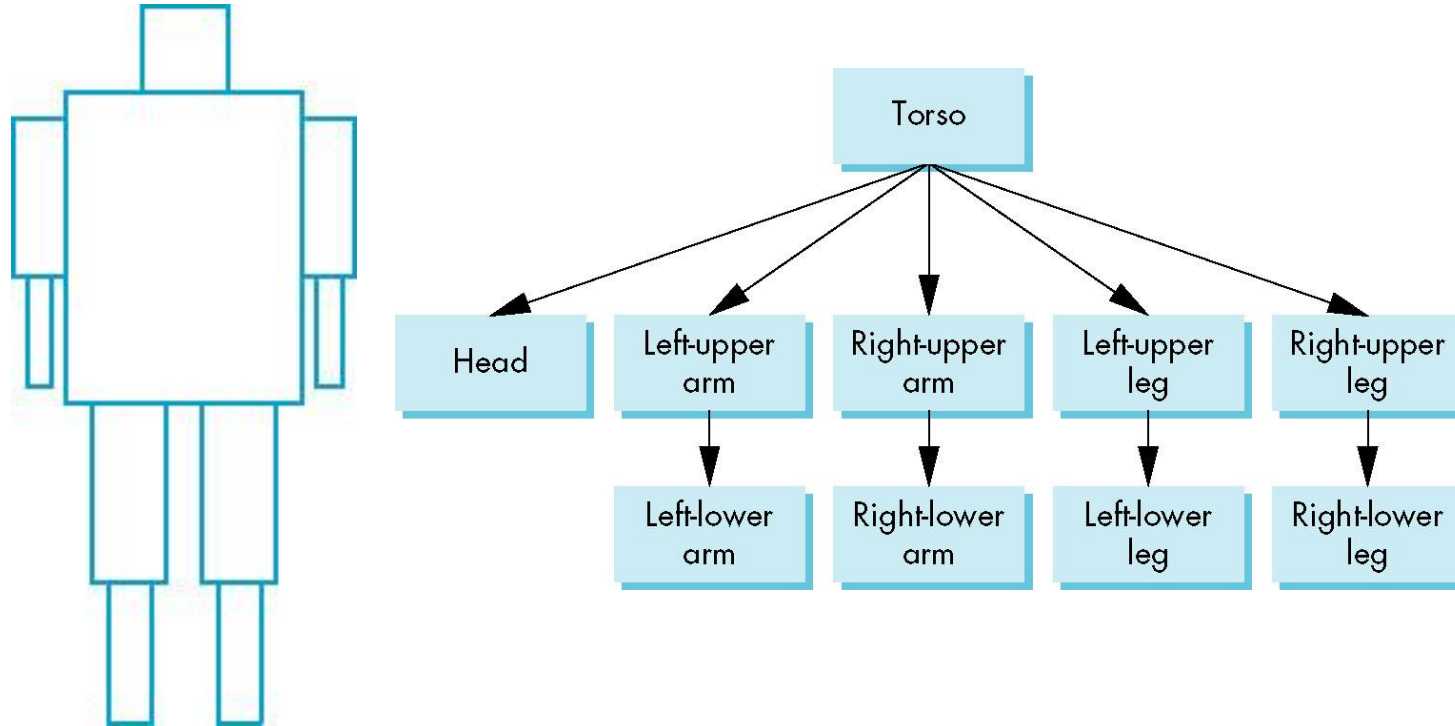 Torso
Head
Left-upper
arm
Right-upper
arm
Left-upper
leg
Right-upper
leg
Left-lower
arm
Right-lower
arm
Left-lower
leg
Right-lower
leg